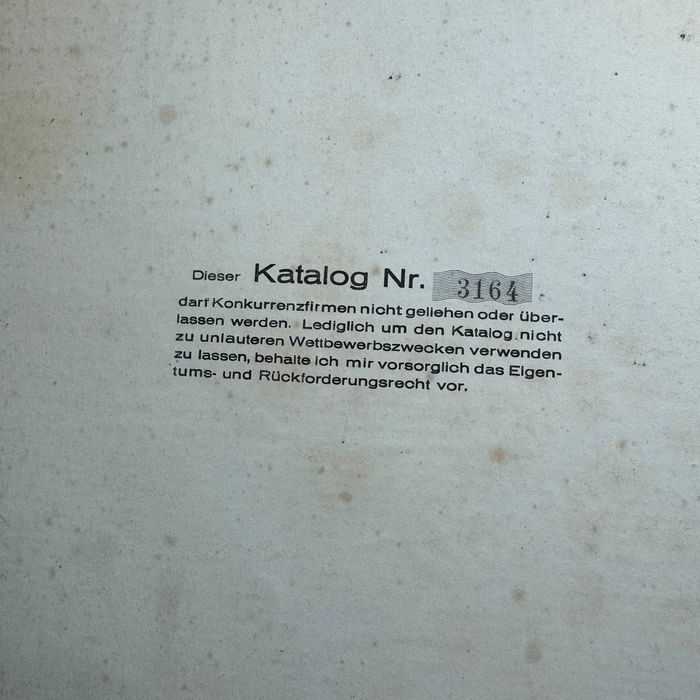 Dieser Katalog Nr. 3164
darf Konkurrenzfirmen nicht geliehen oder über-
lassen werden. Lediglich um den Katalog nicht
zu unlauteren Wettbewerbszwecken verwenden
zu lassen, behalte ich mir vorsorglich das Eigen-
tums- und Rückforderungsrecht vor.